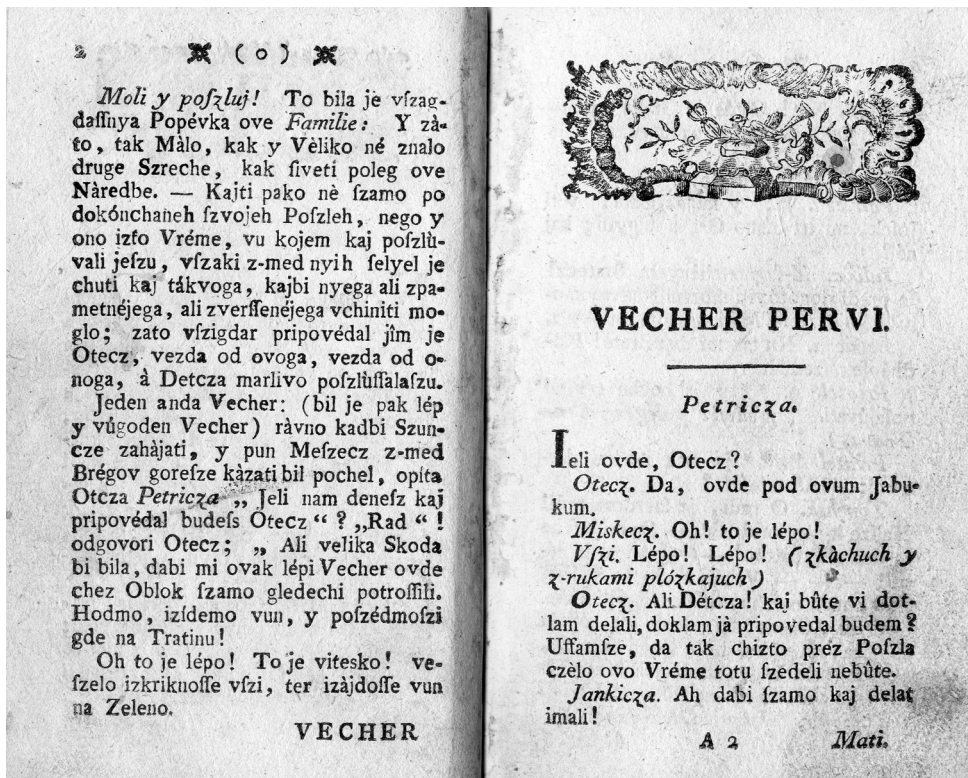 2 ( o )
Moli y poſzluj! To bila je vſzag-
daſſnya Popévka ove Familie: Y zà-
to, tak Màlo, kak y Vèliko né znalo
druge Szreche, kak ſiveti poleg ove
Nàredbe. — Kajti pako nè ſzamo po
dokónchaneh ſzvojeh Poſzleh, nego y
ono izto Vréme, vu kojem kaj poſzlù-
vali jeſzu, vſzaki z-med nyih ſelyel je
chuti kaj tákvoga, kajbi nyega ali zpa-
metnéjega, ali zverſſenéjega vchiniti mo-
glo; zato vſzigdar pripovédal jîm je
Otecz, vezda od ovoga, vezda od o-
noga, à Detcza marlivo poſzlùſſalaſzu.
Jeden anda Vecher: (bil je pak lép
y vúgoden Vecher) ràvno kadbi Szun-
cze zahàjati, y pun Meſzecz z-med
Brégov goreſze kàzati bil pochel, opíta
Otcza Petricza „ Jeli nam deneſz kaj
pripovédal budeſs Otecz “ ? „Rad “ !
odgovori Otecz; „ Ali velika Skoda
bi bila, dabi mi ovak lépi Vecher ovde
chez Oblok ſzamo gledechi potroſſili.
Hodmo, izídemo vun, y poſzédmoſzi
gde na Tratinu!
Oh to je lépo! To je vitesko! ve-
ſzelo izkriknoſſe vſzi, ter izàjdoſſe vun
na Zeleno.
VECHER
VECHER PERVI.
Petricza.
Ieli ovde, Otecz?
Otecz. Da, ovde pod ovum Jabu-
kum.
Miskecz. Oh! to je lépo!
Vſzi. Lépo! Lépo! (zkàchuch y
z-rukami plózkajuch)
Otecz. Ali Détcza! kaj bûte vi dot-
lam delali, doklam jà pripovedal budem?
Uffamſze, da tak chizto prez Poſzla
czèlo ovo Vréme totu ſzedeli nebûte.
Jankicza. Ah dabi ſzamo kaj delat
imali!
A 2 Mati.